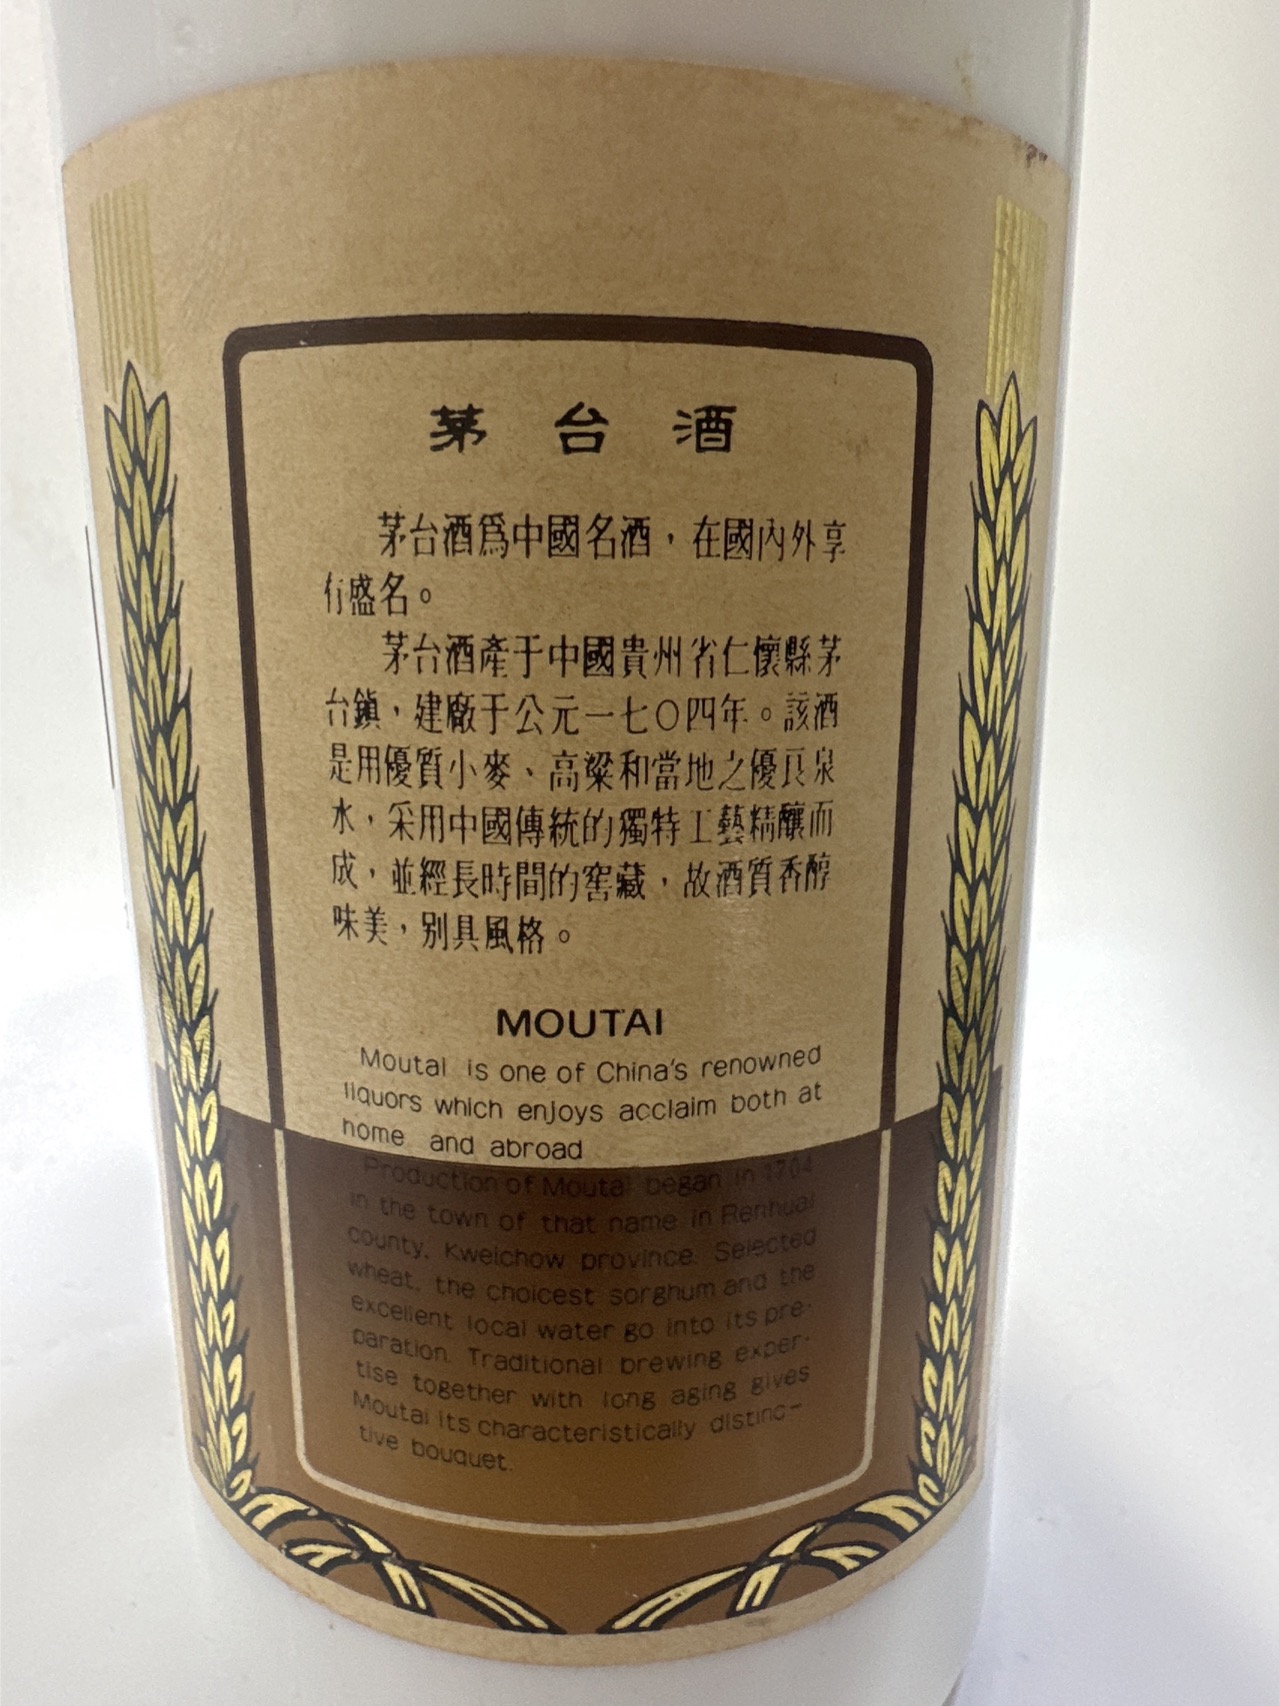 茅台酒
茅台酒爲中國名酒，在國內外享
有盛名。
茅台酒產于中國貴州省仁懷縣茅
台鎮，建廠于公元一七〇四年。該酒
是用優質小麥、高粱和當地之優良泉
水，采用中國傳統的獨特工藝精釀而
成，並經長時間的窖藏，故酒質香醇
味美，别具風格。
MOUTAI
Moutai is one of China's renowned
liquors which enjoys acclaim both at
home and abroad
Production of Moutai began in 1704
in the town of that name in Renhuai
county, Kweichow province. Selected
wheat, the choicest sorghum and the
excellent local water go into its pre-
paration. Traditional brewing exper-
tise together with long aging gives
Moutai its characteristically distinc-
tive bouquet.